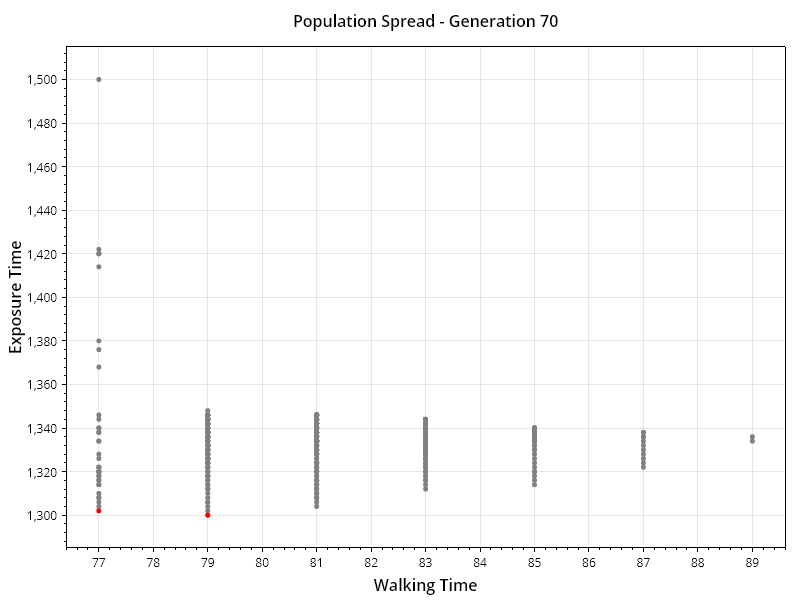 Population Spread - Generation 70
Exposure Time
1,500
1,480
1,460
1,440
1,420
1,400
1,380
1,360
1,340
1,320
1,300
77 78 79 80 81 82 83 84 85 86 87 88 89
Walking Time